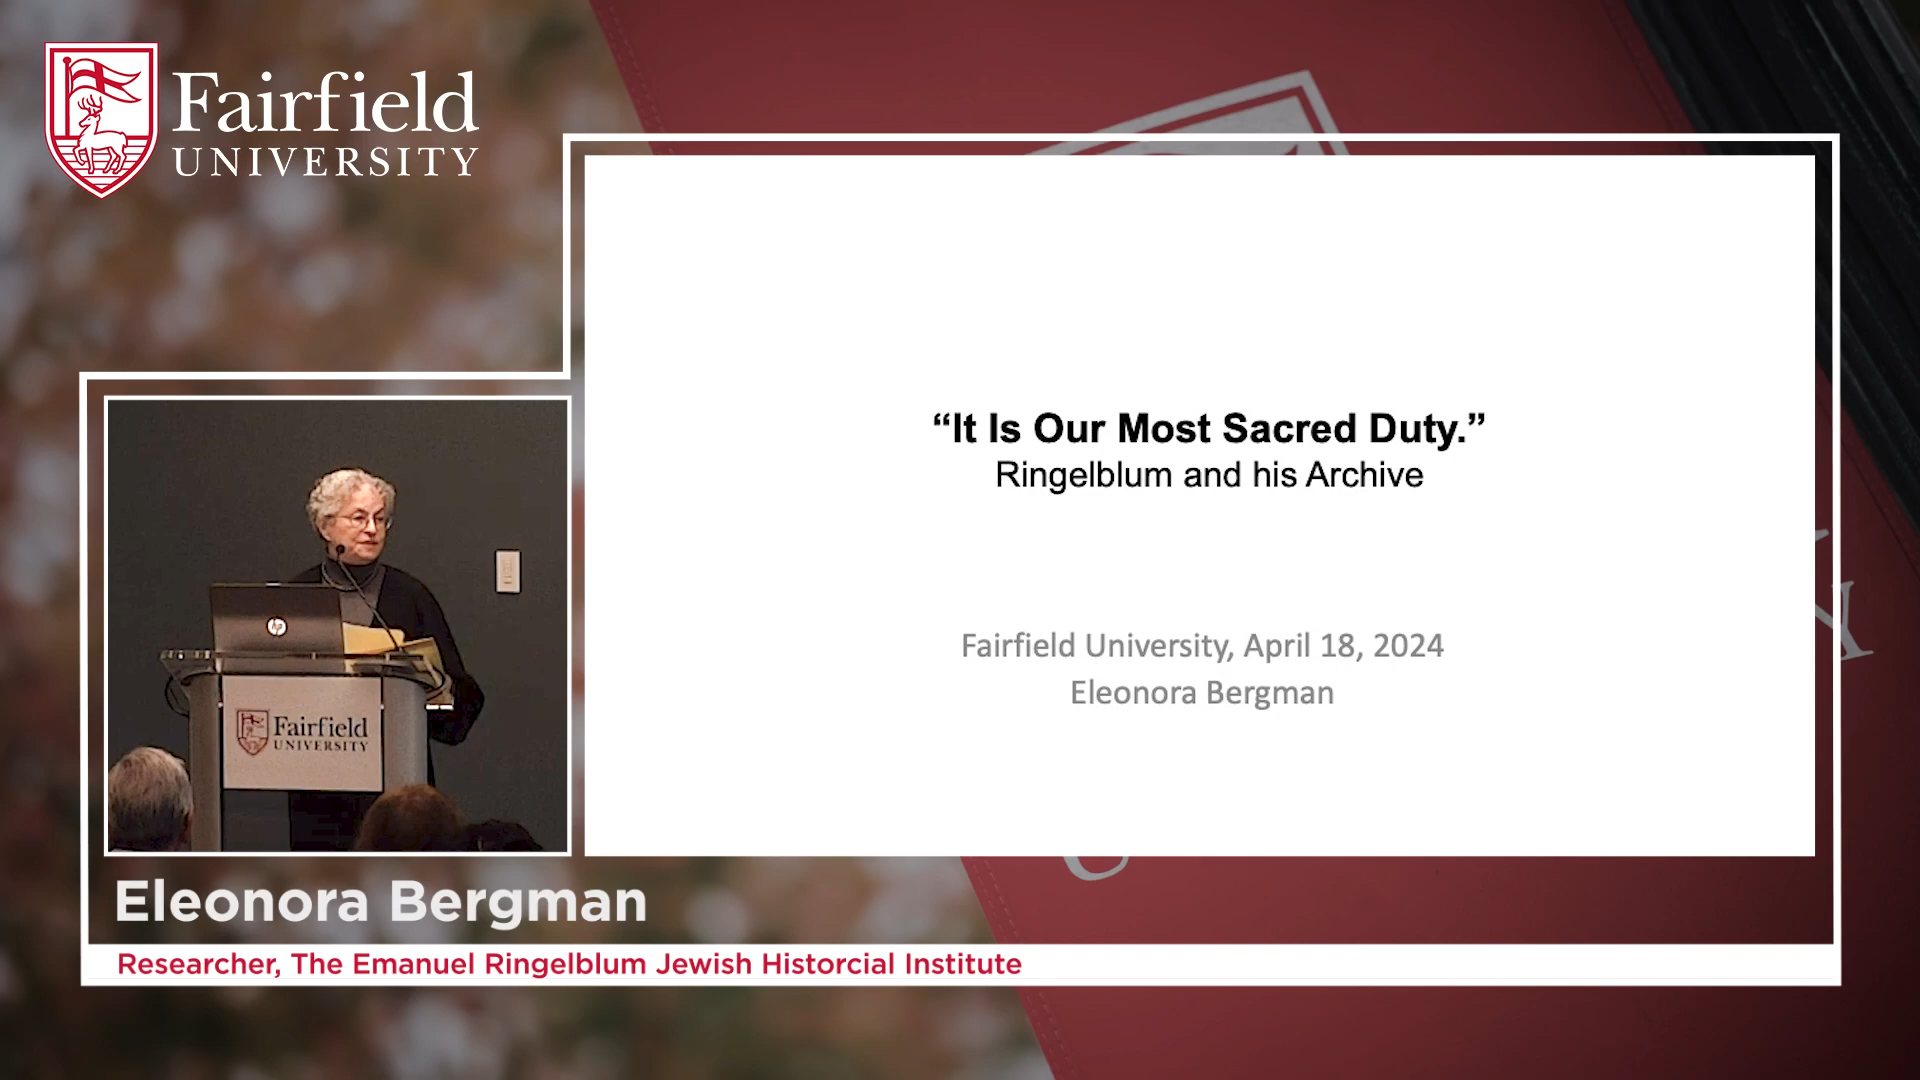 Fairfield
UNIVERSITY
“It Is Our Most Sacred Duty.”
Ringelblum and his Archive
Fairfield University, April 18, 2024
Eleonora Bergman
hp
Fairfield
UNIVERSITY
Eleonora Bergman
Researcher, The Emanuel Ringelblum Jewish Historcial Institute